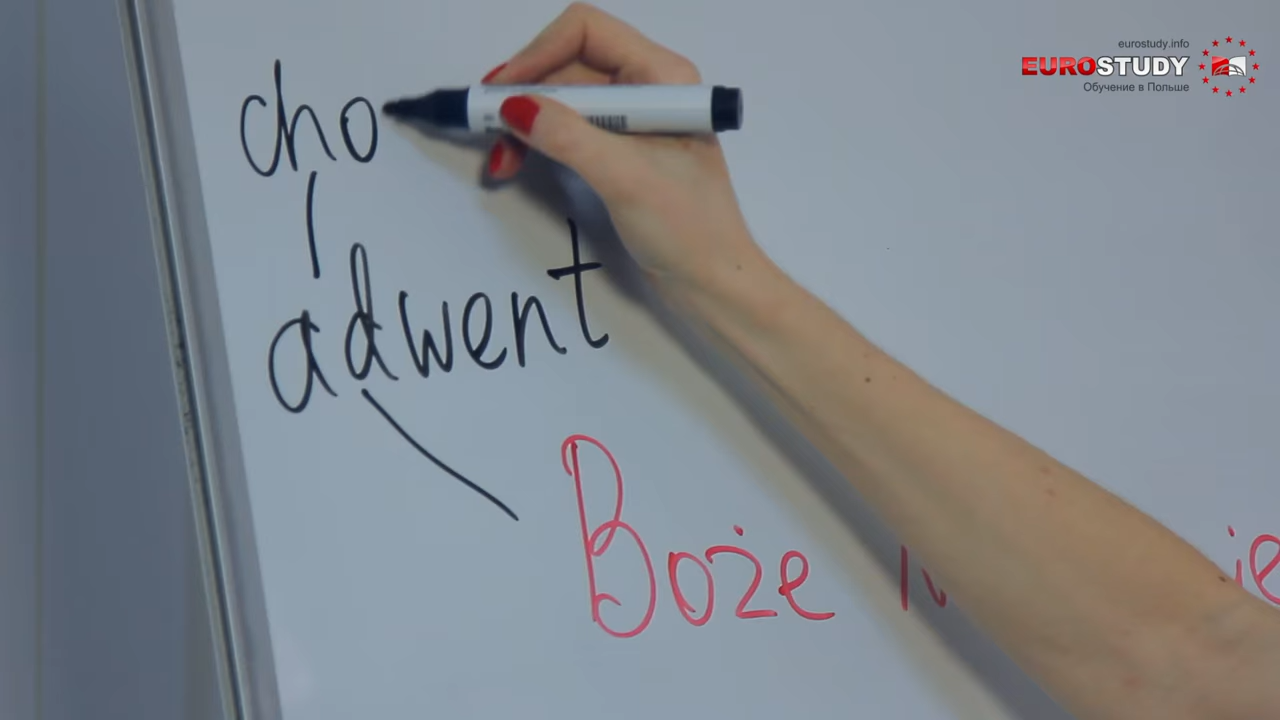 eurostudy.info
EUROSTUDY
Обучение в Польше
cho
adwent
Boże